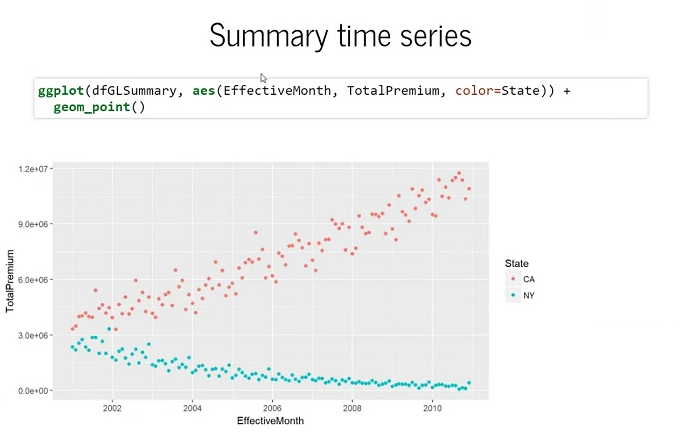 Summary time series
ggplot(dfGLSummary, aes(EffectiveMonth, TotalPremium, color=State)) +
geom_point()
1.2e+07
9.0e+06
6.0e+06
3.0e+06
0.0e+00
TotalPremium
2002 2004 2006 2008 2010
EffectiveMonth
State
CA
NY